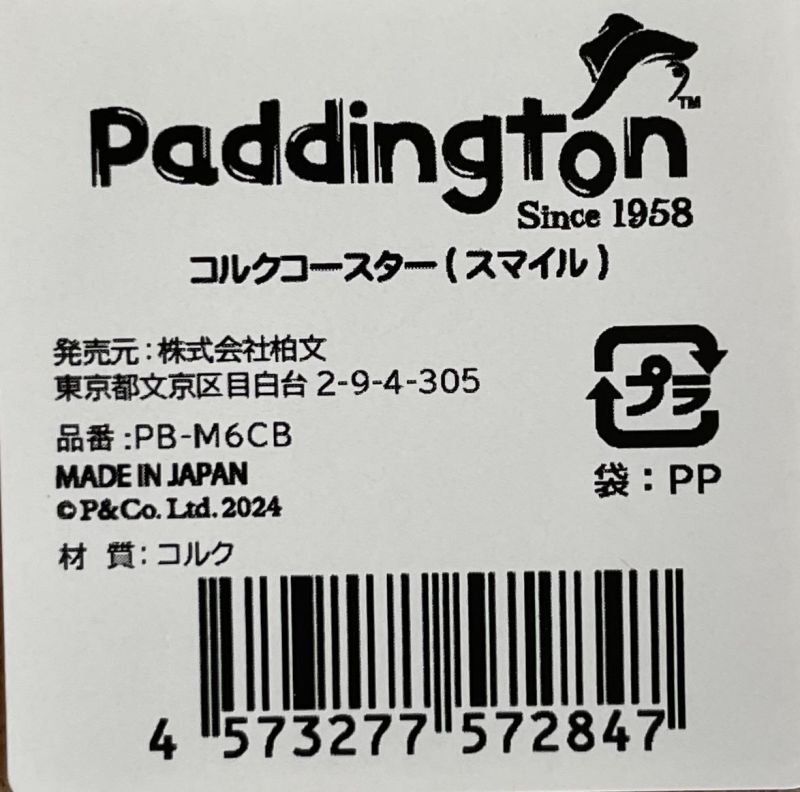 Paddington™
Since 1958
コルクコースター(スマイル)
発売元:株式会社柏文
東京都文京区目白台2-9-4-305
品番:PB-M6CB
MADE IN JAPAN
©P&Co. Ltd. 2024
材 質:コルク
プラ
袋:PP
4 573277 572847